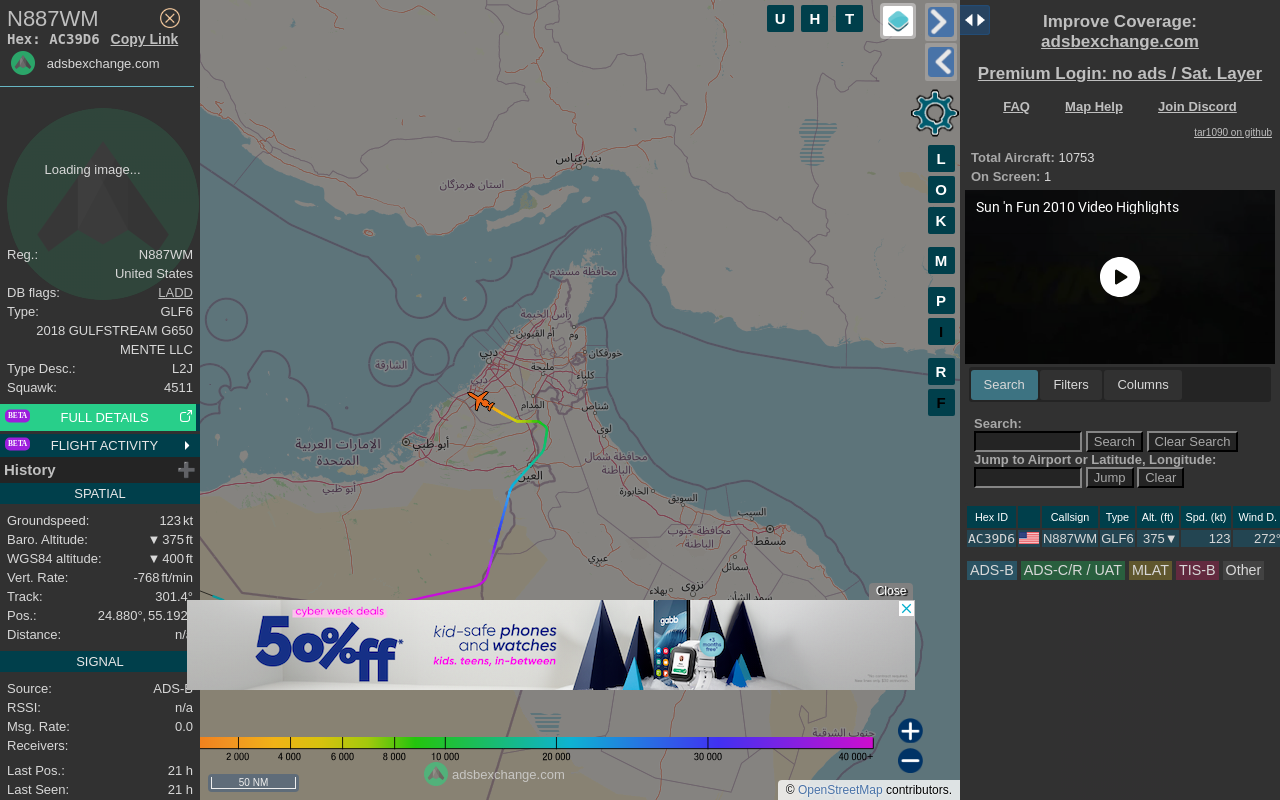 N887WM
Hex: AC39D6 Copy Link
adsbexchange.com
Loading image...
Reg.: N887WM
United States
DB flags: LADD
Type: GLF6
2018 GULFSTREAM G650
MENTE LLC
Type Desc.: L2J
Squawk: 4511
BETA FULL DETAILS
BETA FLIGHT ACTIVITY
History
SPATIAL
Groundspeed: 123 kt
Baro. Altitude: ▼ 375 ft
WGS84 altitude: ▼ 400 ft
Vert. Rate: -768 ft/min
Track: 301.4°
Pos.: 24.880°, 55.192°
Distance: n/a
SIGNAL
Source: ADS-B
RSSI: n/a
Msg. Rate: 0.0
Receivers:
Last Pos.: 21 h
Last Seen: 21 h
U H T
L
O
K
M
P
I
R
F
بندرعباس
استان هرمزگان
محافظة مسندم
رأس الخيمة
أم القيوين
دبي
دبي
الشارقة
خورفكان
مليحة
كلباء
المدام
شناص
لوى
أبو ظبي
الإمارات العربية
المتحدة
أبو ظبي
العين
محافظة شمال
الباطنة
الخابورة
السويق
السيب
مسقط
محافظة جنوب
الباطنة
عبري
سمائل
نزوى
بهلاء
جنوب الشرقية
Close
cyber week deals
50%off*
kid-safe phones
and watches
kids. teens, in-between
gabb
2 000 4 000 6 000 8 000 10 000 20 000 30 000 40 000+
adsbexchange.com
50 NM
© OpenStreetMap contributors.
Improve Coverage:
adsbexchange.com
Premium Login: no ads / Sat. Layer
FAQ Map Help Join Discord
tar1090 on github
Total Aircraft: 10753
On Screen: 1
Sun 'n Fun 2010 Video Highlights
Search Filters Columns
Search:
Search Clear Search
Jump to Airport or Latitude, Longitude:
Jump Clear
Hex ID Callsign Type Alt. (ft) Spd. (kt) Wind D.
AC39D6 N887WM GLF6 375▼ 123 272°
ADS-B ADS-C/R / UAT MLAT TIS-B Other